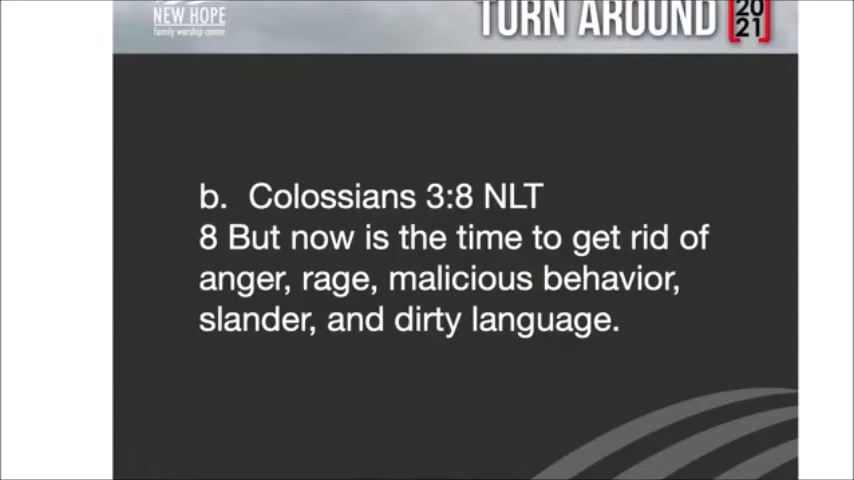 NEW HOPE
family worship center
TURN AROUND [20
21]
b. Colossians 3:8 NLT
8 But now is the time to get rid of
anger, rage, malicious behavior,
slander, and dirty language.